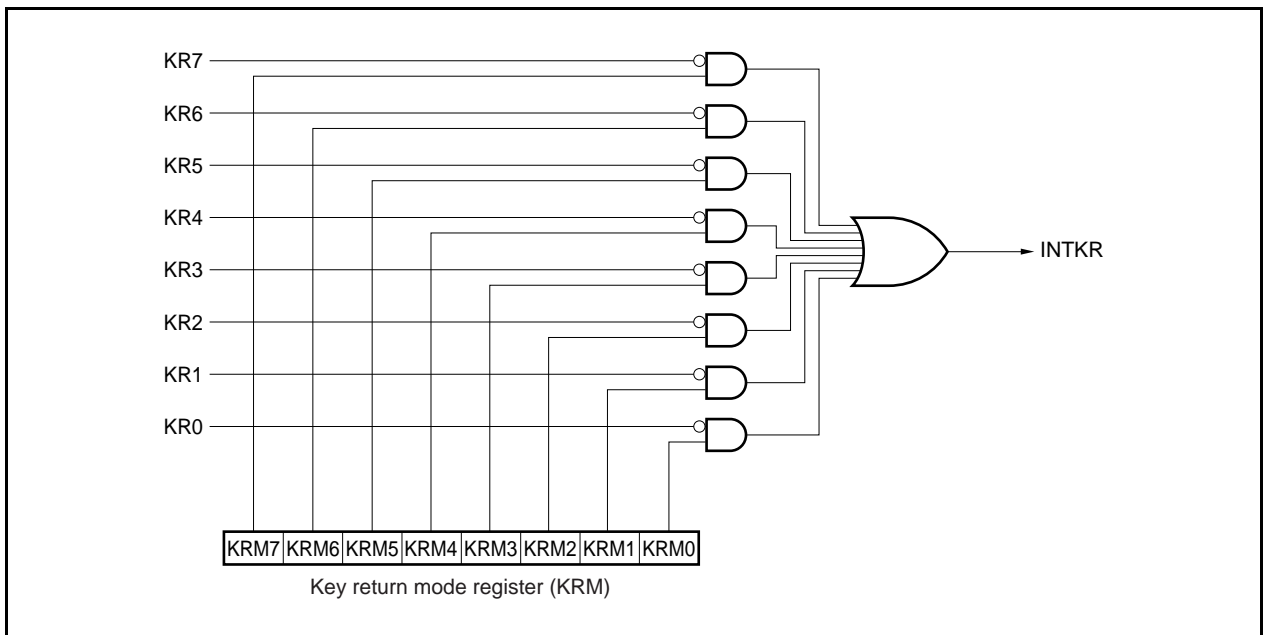 KR7
KR6
KR5
KR4
KR3
KR2
KR1
KR0
INTKR
KRM7 KRM6 KRM5 KRM4 KRM3 KRM2 KRM1 KRM0
Key return mode register (KRM)